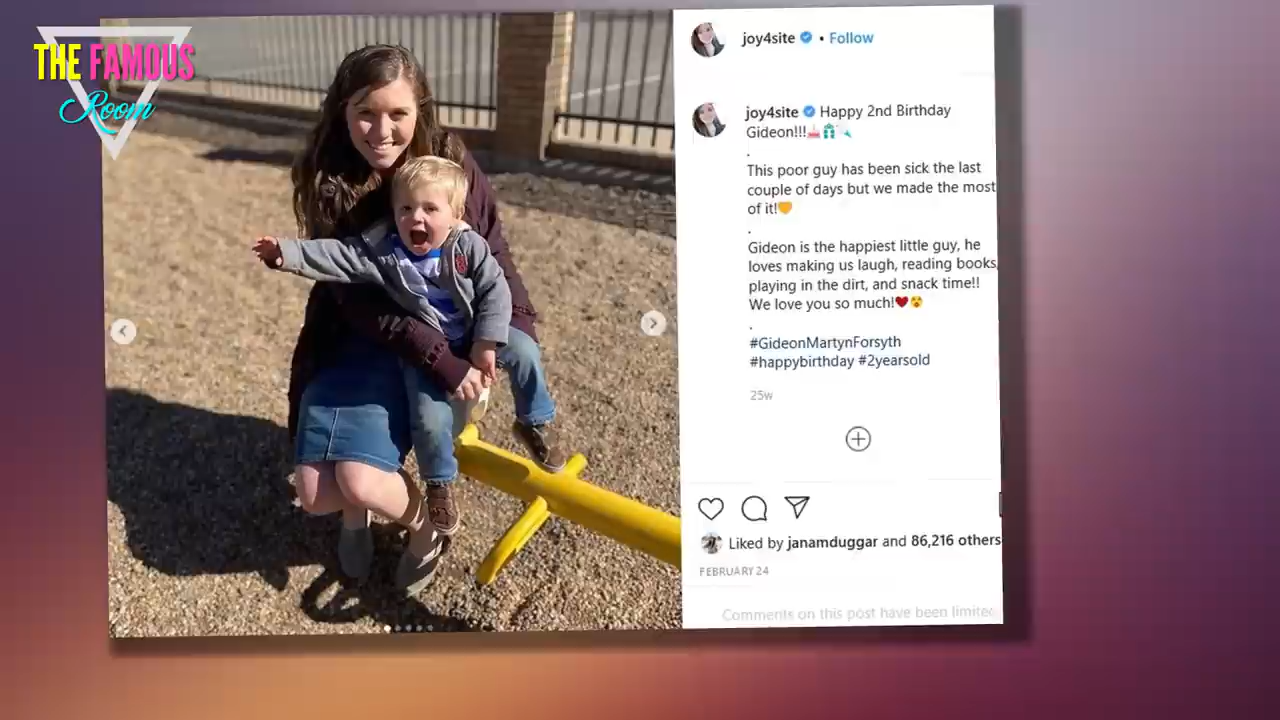 THE FAMOUS
Room
joy4site • Follow
joy4site Happy 2nd Birthday
Gideon!!!
.
This poor guy has been sick the last
couple of days but we made the most
of it!
.
Gideon is the happiest little guy, he
loves making us laugh, reading books,
playing in the dirt, and snack time!!
We love you so much!
.
#GideonMartynForsyth
#happybirthday #2yearsold
25w
Liked by janamduggar and 86,216 others
FEBRUARY 24
Comments on this post have been limited